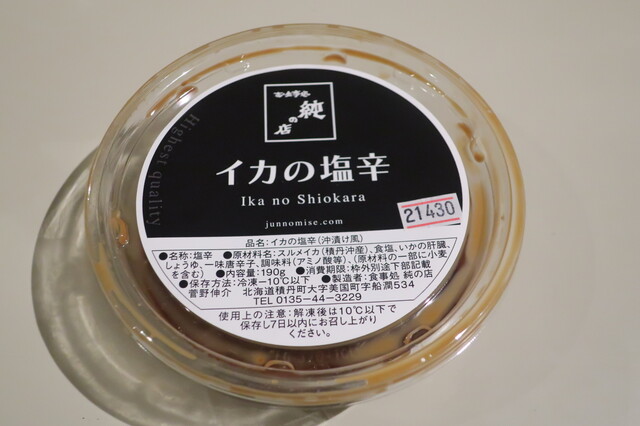 お食事処
純
の
店
Highest quality
イカの塩辛
Ika no Shiokara
junnomise.com
21430
品名:イカの塩辛(沖漬け風)
●名称:塩辛 ●原材料名:スルメイカ(積丹沖産)、食塩、いかの肝臓、
しょうゆ、一味唐辛子、調味料(アミノ酸等)、(原材料の一部に小麦
を含む) ●内容量:190g ●消費期限:枠外別途下部記載
●保存方法:冷凍ー10℃以下 ●製造者:食事処 純の店
菅野伸介 北海道積丹町大字美国町字船澗534
TEL 0135-44-3229
使用上の注意:解凍後は10℃以下で
保存し7日以内にお召し上がり
ください。